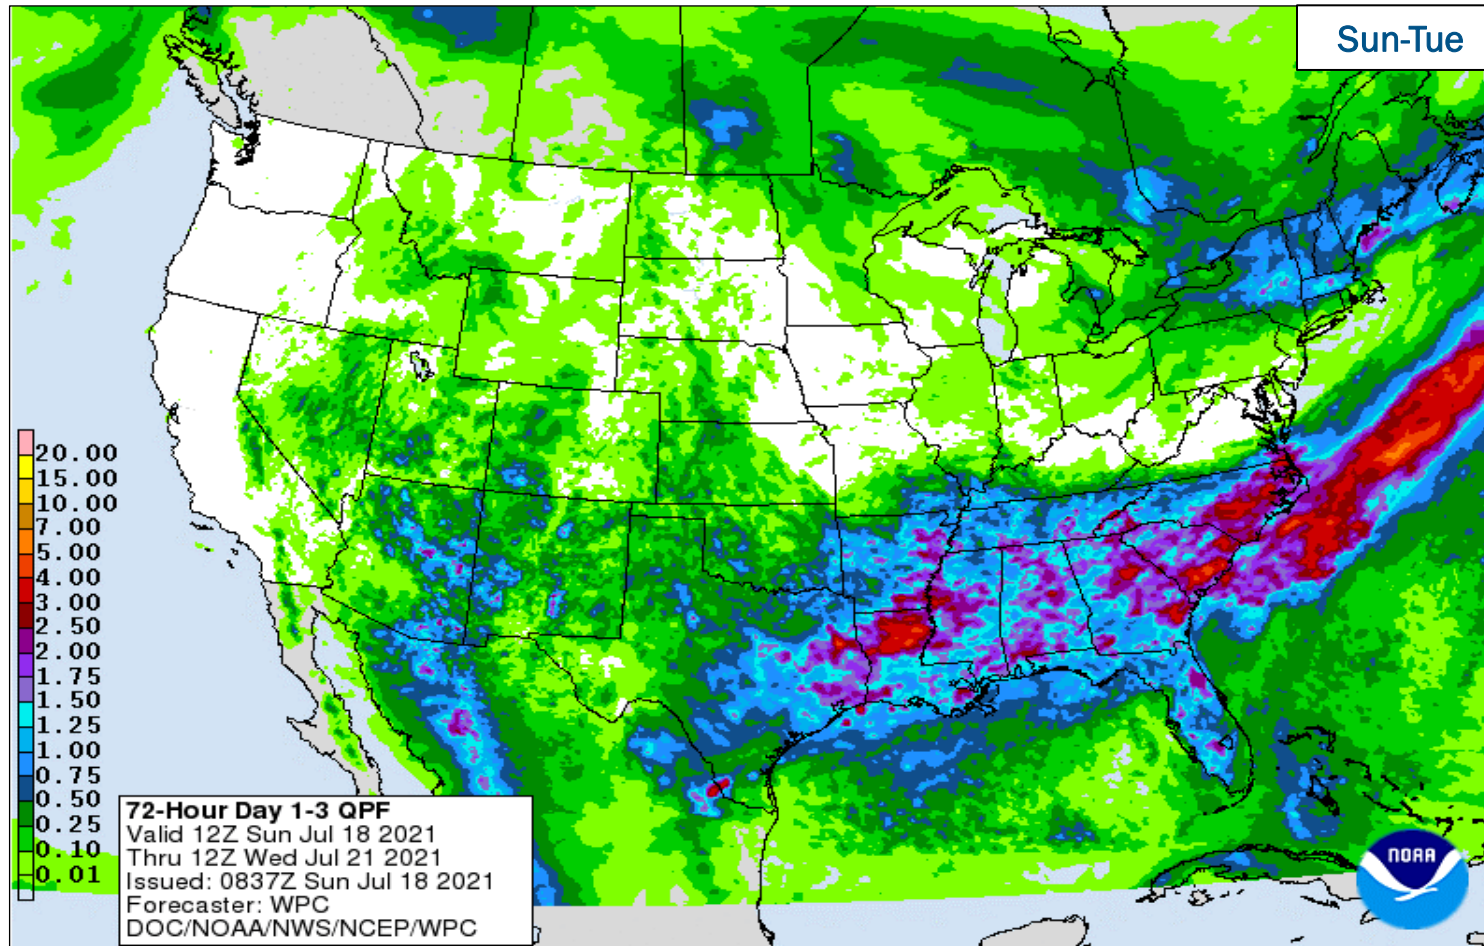 Sun-Tue
20.00
15.00
10.00
7.00
5.00
4.00
3.00
2.50
2.00
1.75
1.50
1.25
1.00
0.75
0.50
0.25
0.10
0.01
72-Hour Day 1-3 QPF
Valid 12Z Sun Jul 18 2021
Thru 12Z Wed Jul 21 2021
Issued: 0837Z Sun Jul 18 2021
Forecaster: WPC
DOC/NOAA/NWS/NCEP/WPC
NOAA